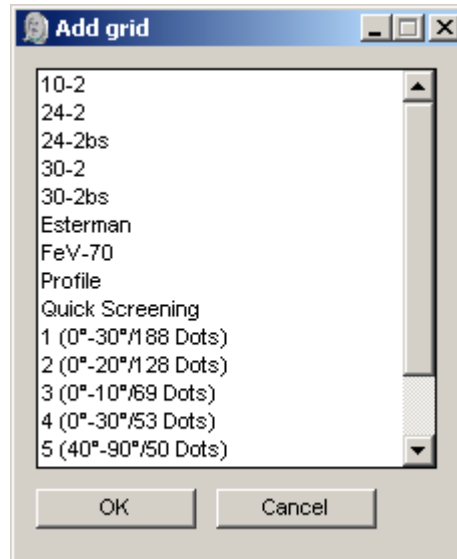 Add grid
10-2
24-2
24-2bs
30-2
30-2bs
Esterman
FeV-70
Profile
Quick Screening
1 (0°-30°/188 Dots)
2 (0°-20°/128 Dots)
3 (0°-10°/69 Dots)
4 (0°-30°/53 Dots)
5 (40°-90°/50 Dots)
OK Cancel